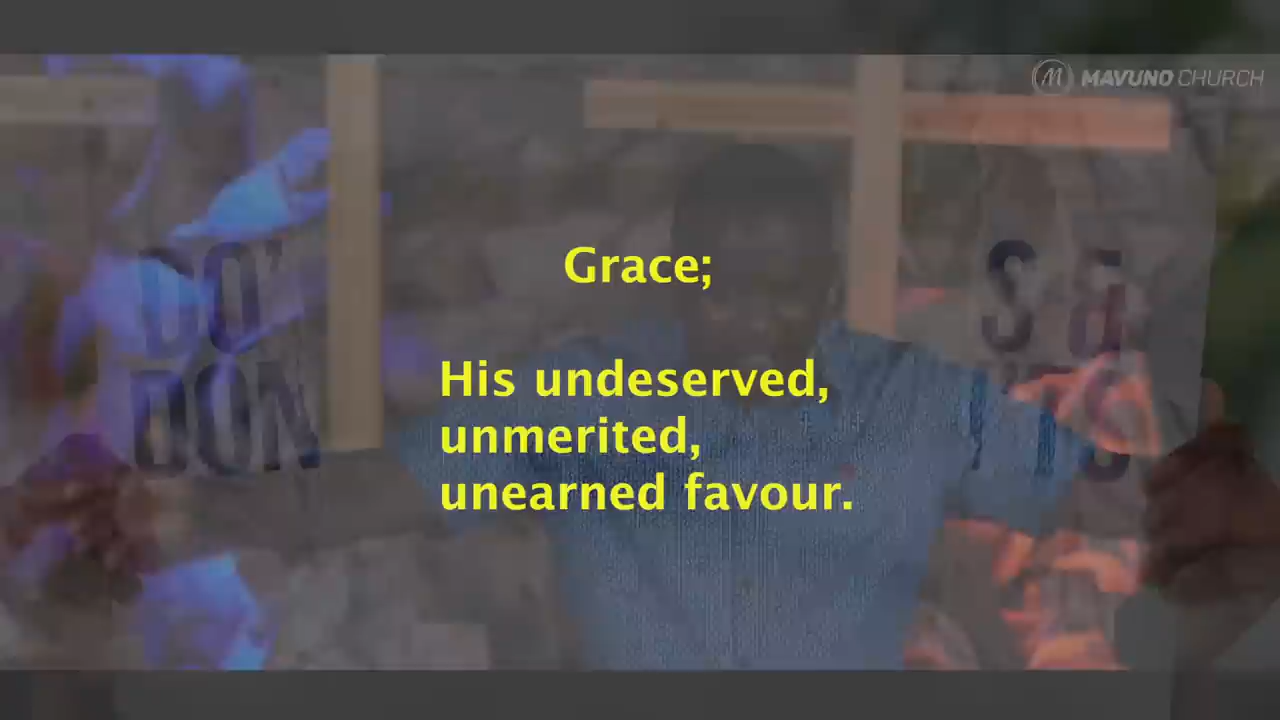 MAVUNO CHURCH
Grace;
His undeserved,
unmerited,
unearned favour.